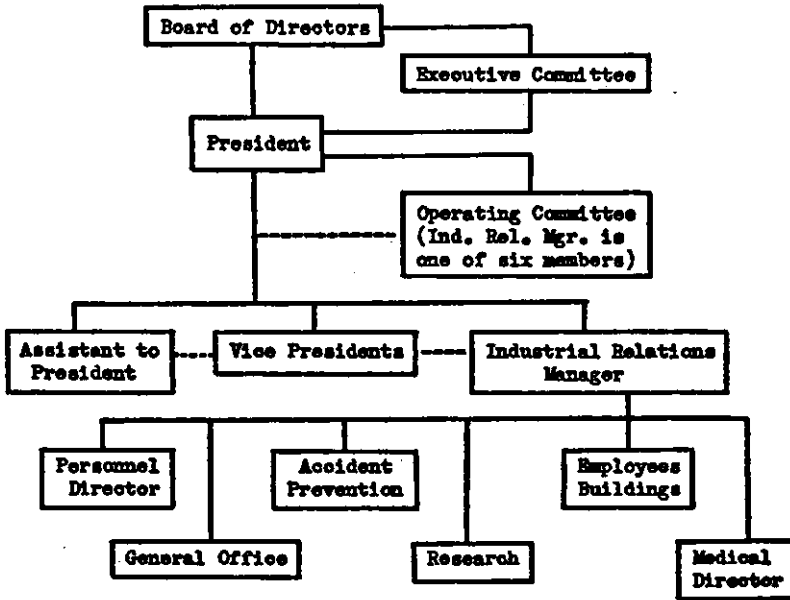 Board of Directors
Executive Committee
President
Operating Committee
(Ind. Rel. Mgr. is
one of six members)
Assistant to
President
Vice Presidents
Industrial Relations
Manager
Personnel
Director
Accident
Prevention
Employees
Buildings
General Office
Research
Medical
Director